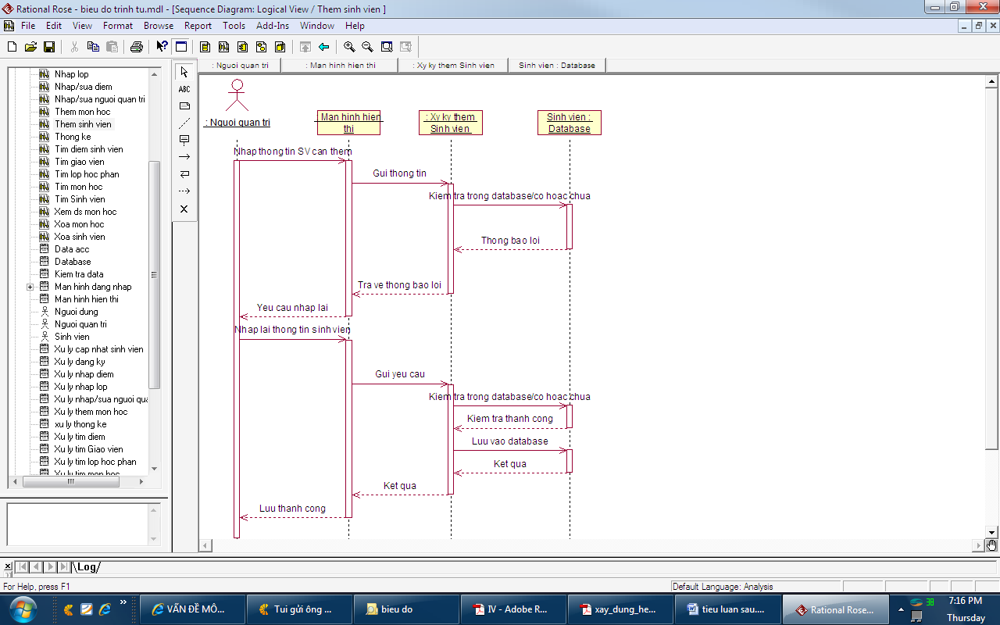 Rational Rose - bieu do trinh tu.mdl - [Sequence Diagram: Logical View / Them sinh vien ]
File Edit View Format Browse Report Tools Add-Ins Window Help
ABC
Nhap lop
Nhap/sua diem
Nhap/sua nguoi quan tri
Them mon hoc
Them sinh vien
Thong ke
Tim diem sinh vien
Tim giao vien
Tim lop hoc phan
Tim mon hoc
Tim Sinh vien
Xem ds mon hoc
Xoa mon hoc
Xoa sinh vien
Data acc
Database
Kiem tra data
Man hinh dang nhap
Man hinh hien thi
Nguoi dung
Nguoi quan tri
Sinh vien
Xu ly cap nhat sinh vien
Xu ly dang ky
Xu ly nhap diem
Xu ly nhap lop
Xu ly nhap/sua nguoi qua
Xu ly them mon hoc
xu ly thong ke
Xu ly tim diem
Xu ly tim Giao vien
Xu ly tim lop hoc phan
Xu ly tim mon hoc
: Nguoi quan tri
: Man hinh hien thi
: Xy ky them Sinh vien
Sinh vien : Database
: Nguoi quan tri
Man hinh hien
thi
: Xy ky them
Sinh vien
Sinh vien :
Database
Nhap thong tin SV can them
Gui thong tin
Kiem tra trong database/co hoac chua
Thong bao loi
Tra ve thong bao loi
Yeu cau nhap lai
Nhap lai thong tin sinh vien
Gui yeu cau
Kiem tra trong database/co hoac chua
Kiem tra thanh cong
Luu vao database
Ket qua
Ket qua
Luu thanh cong
\Log/
For Help, press F1
Default Language: Analysis
»
VẤN ĐỀ MÔ...
Tui gửi ông ...
bieu do
IV - Adobe R...
xay_dung_he...
tieu luan sau....
Rational Rose...
7:16 PM
Thursday